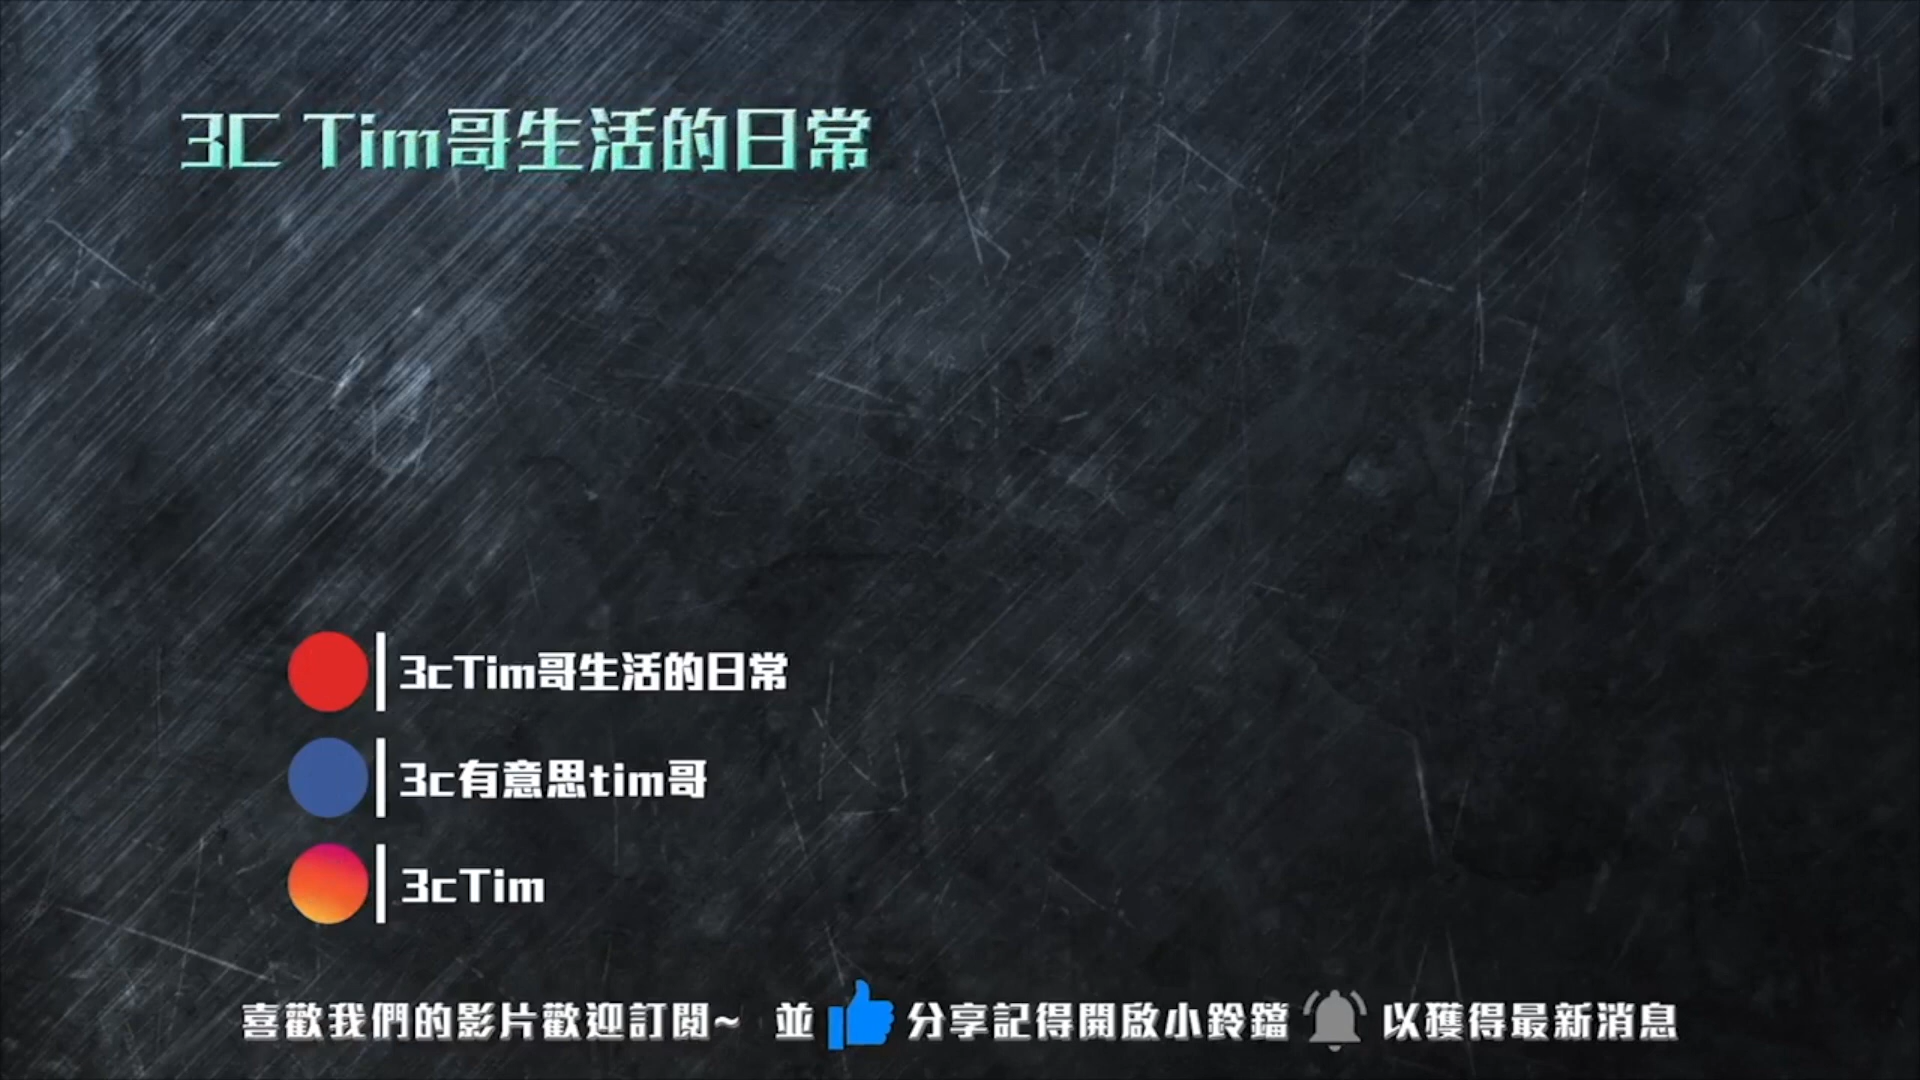 3C Tim哥生活的日常
3cTim哥生活的日常
3c有意思tim哥
3cTim
喜歡我們的影片歡迎訂閱~ 並 分享記得開啟小鈴鐺 以獲得最新消息